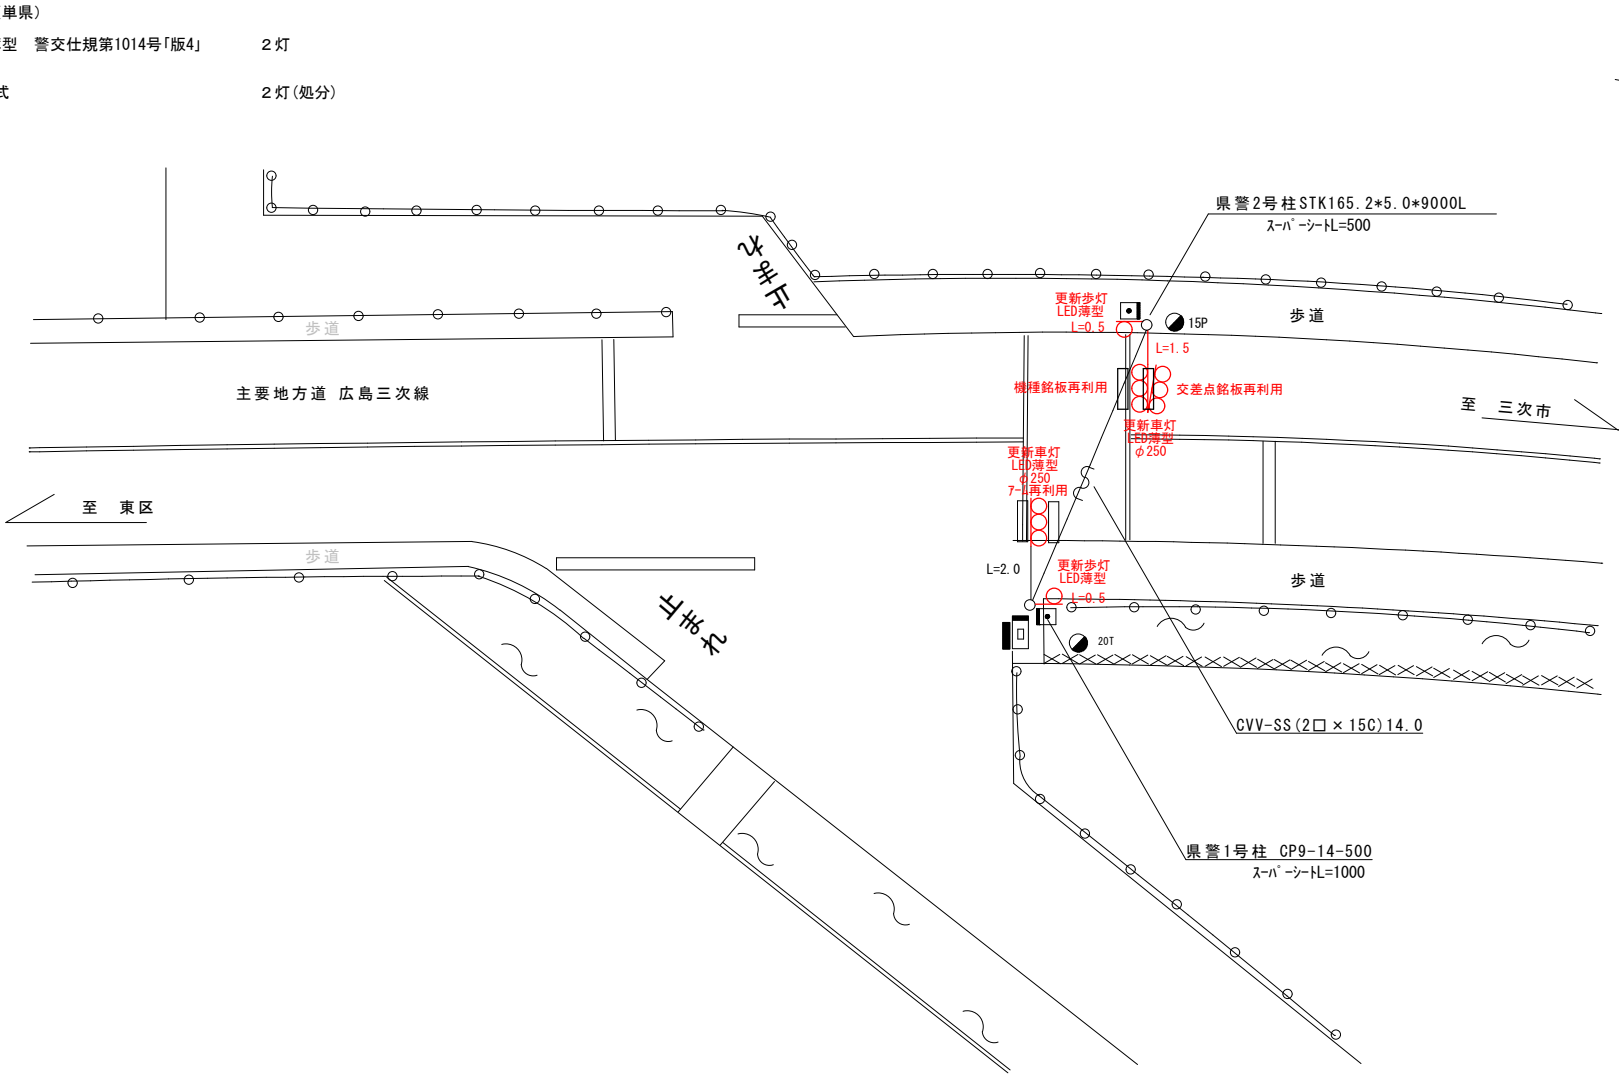 単県）
型　警交仕規第1014号「版4」　２灯
式　２灯（処分）
県警2号柱STK165.2*5.0*9000L
ｽｰﾊﾟｰｼｰﾄL=500
止まれ
更新歩灯
LED薄型
L=0.5
15P
歩道
歩道
L=1.5
主要地方道 広島三次線
機種銘板再利用
交差点銘板再利用
至　三次市
更新車灯
LED薄型
φ250
更新車灯
LED薄型
φ250
ｱｰﾑ再利用
至　東区
歩道
L=2.0
更新歩灯
LED薄型
L=0.5
歩道
止まれ
20T
CVV-SS(2口×15C)14.0
県警1号柱 CP9-14-500
ｽｰﾊﾟｰｼｰﾄL=1000